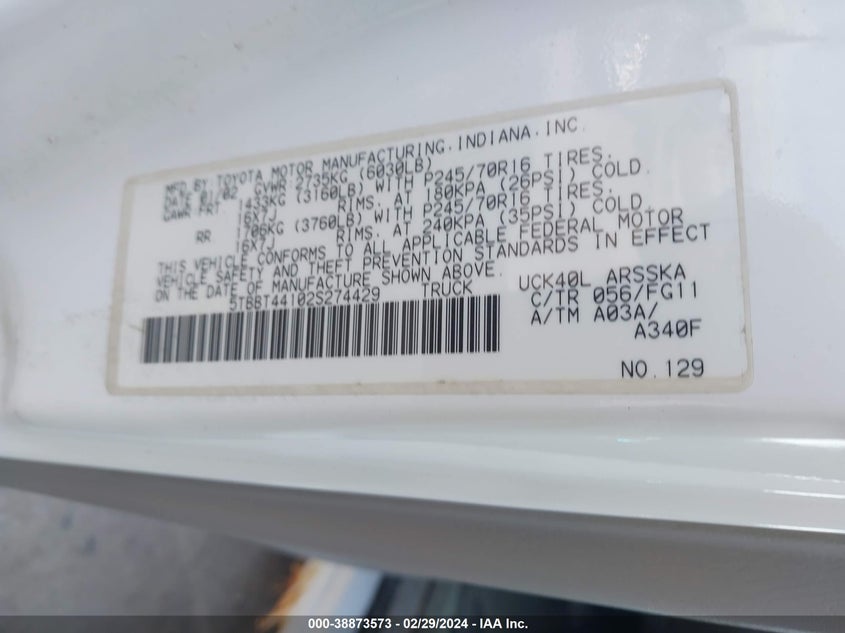 MFD. BY: TOYOTA MOTOR MANUFACTURING, INDIANA, INC.
DATE 01/02 GVWR 2735KG (6030LB)
GAWR FRT 1433KG (3160LB) WITH P245/70R16 TIRES,
16X7J RIMS, AT 180KPA (26PSI) COLD.
RR 1706KG (3760LB) WITH P245/70R16 TIRES,
16X7J RIMS, AT 240KPA (35PSI) COLD.
THIS VEHICLE CONFORMS TO ALL APPLICABLE FEDERAL MOTOR
VEHICLE SAFETY AND THEFT PREVENTION STANDARDS IN EFFECT
ON THE DATE OF MANUFACTURE SHOWN ABOVE.
5TBBT44102S274429 TRUCK
UCK40L ARSSKA
C/TR 056/FG11
A/TM A03A/
A340F
NO. 129
000-38873573 - 02/29/2024 - IAA Inc.